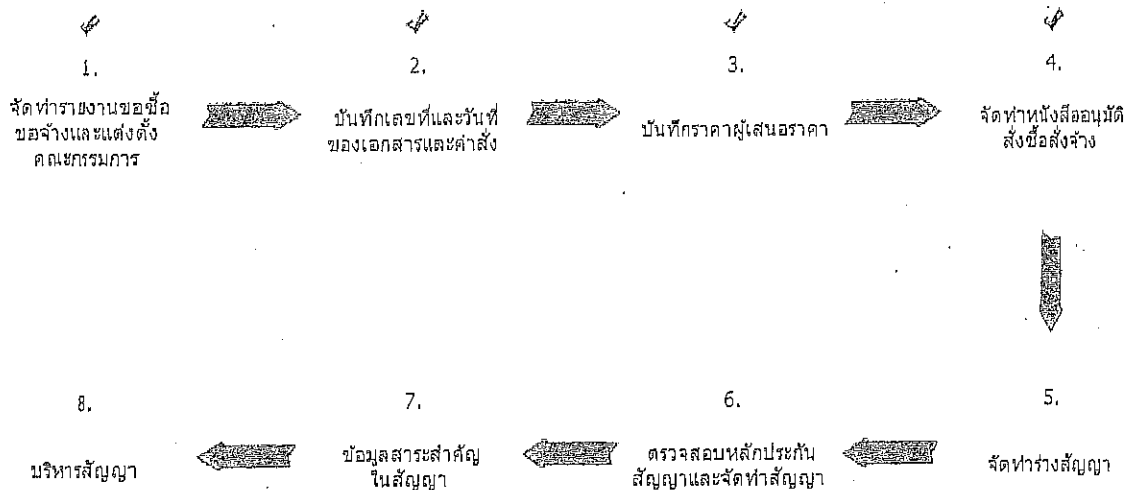 1.
จัดทำรายงานขอซื้อ
ขอจ้างและแต่งตั้ง
คณะกรรมการ
2.
บันทึกเลขที่และวันที่
ของเอกสารและคำสั่ง
3.
บันทึกราคาผู้เสนอราคา
4.
จัดทำหนังสืออนุมัติ
สั่งซื้อสั่งจ้าง
5.
จัดทำร่างสัญญา
6.
ตรวจสอบหลักประกัน
สัญญาและจัดทำสัญญา
7.
ข้อมูลสาระสำคัญ
ในสัญญา
8.
บริหารสัญญา